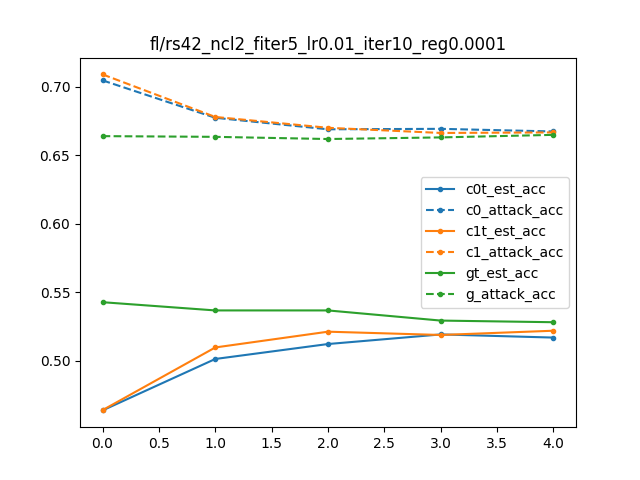 fl/rs42_ncl2_fiter5_lr0.01_iter10_reg0.0001
0.70
0.65
0.60
0.55
0.50
c0t_est_acc
c0_attack_acc
c1t_est_acc
c1_attack_acc
gt_est_acc
g_attack_acc
0.0 0.5 1.0 1.5 2.0 2.5 3.0 3.5 4.0